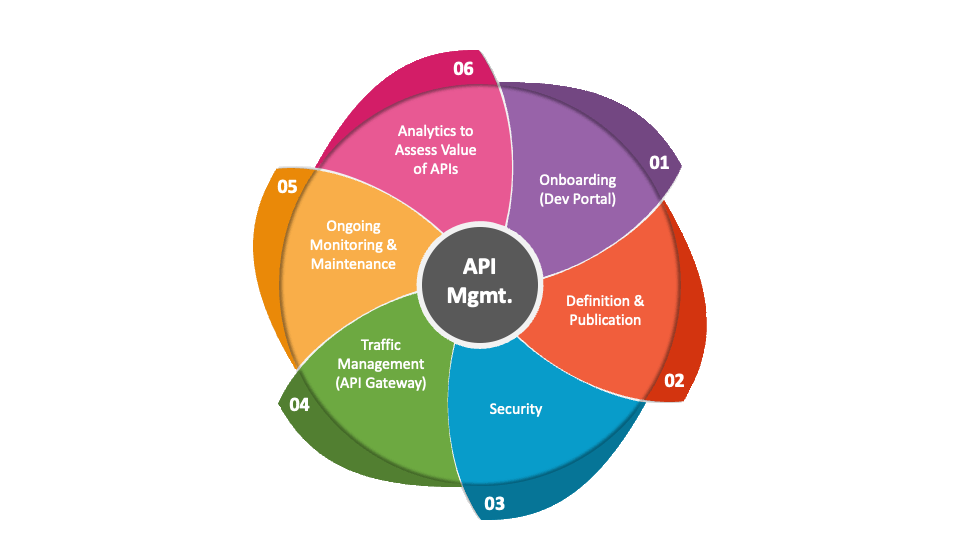 API
Mgmt.
01
Onboarding
(Dev Portal)
02
Definition &
Publication
03
Security
04
Traffic
Management
(API Gateway)
05
Ongoing
Monitoring &
Maintenance
06
Analytics to
Assess Value
of APIs